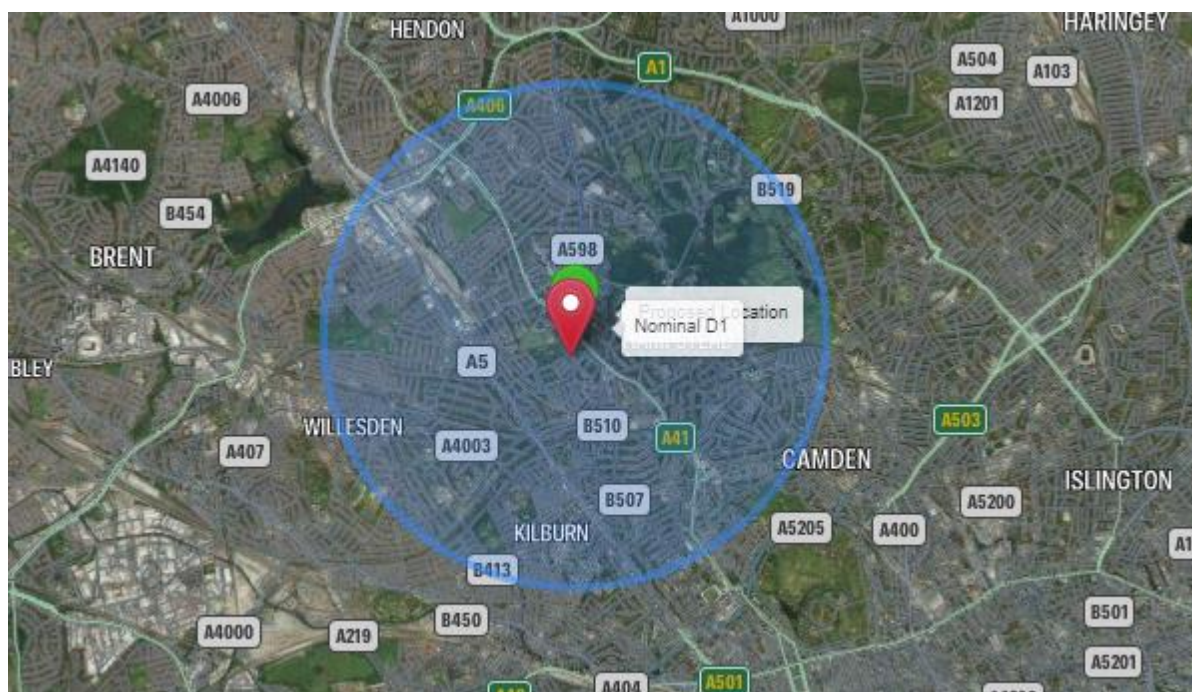 A1000
HARINGEY
HENDON
A1
A504
A103
A4006
A406
A1201
A4140
B519
B454
A598
BRENT
Proposed Location
Nominal D1
A5
BLEY
WILLESDEN
B510
A503
A41
A407
A4003
CAMDEN
ISLINGTON
B507
A5200
KILBURN
A5205
A400
A1
B413
B450
B501
A4000
A219
A5201
A404
A501